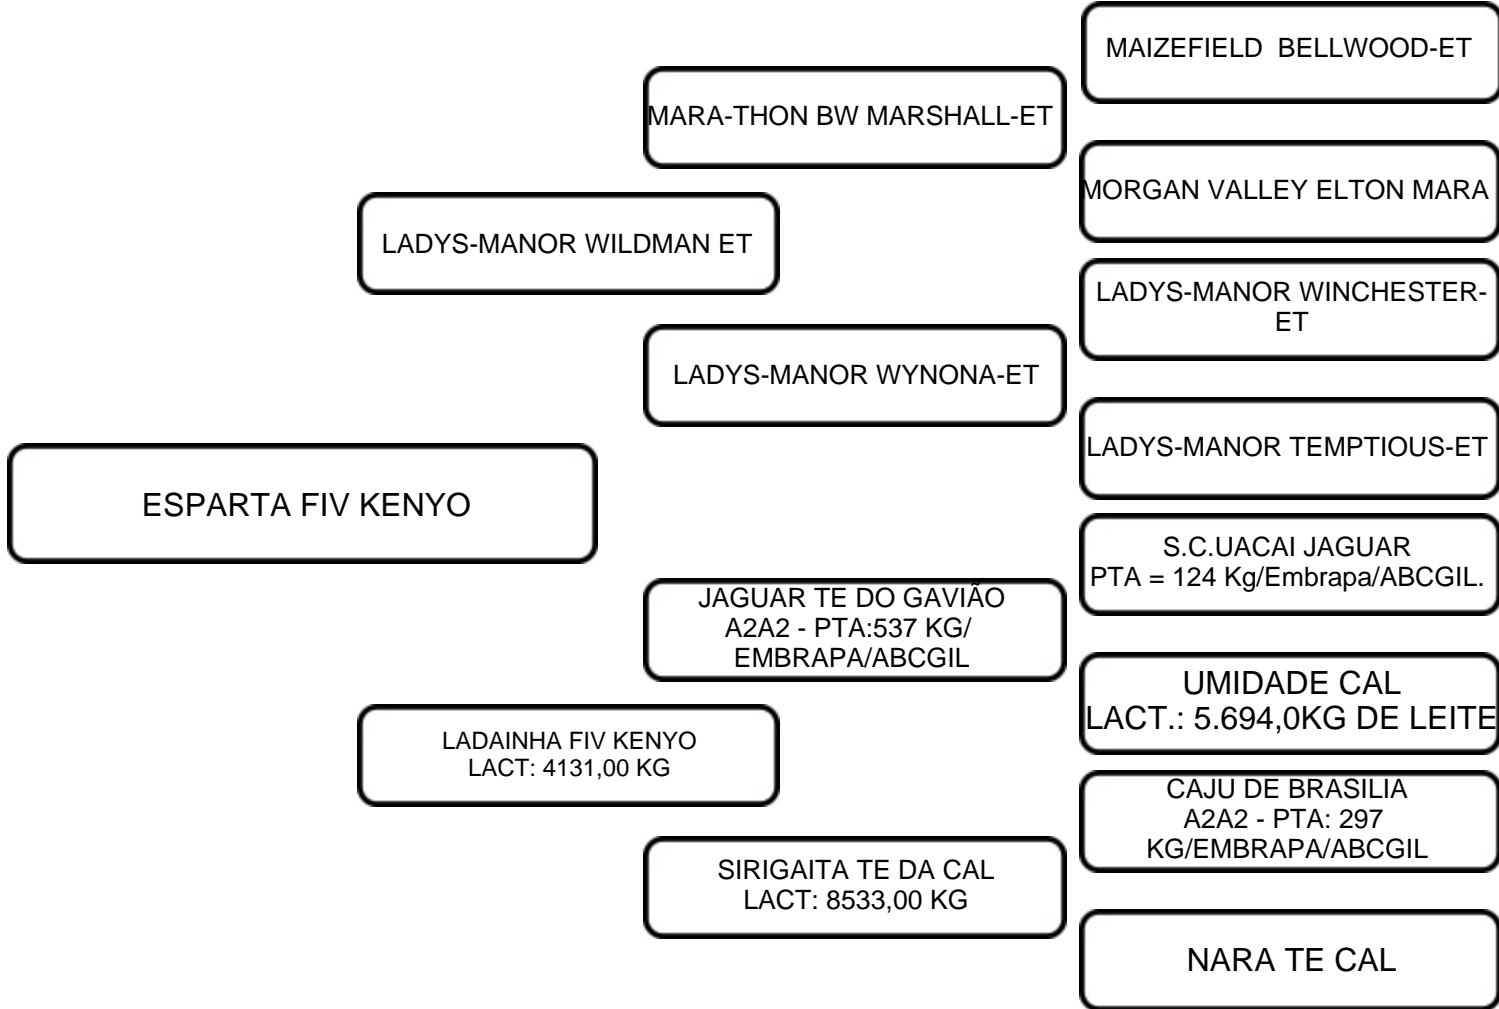 MAIZEFIELD  BELLWOOD-ET
MARA-THON BW MARSHALL-ET
MORGAN VALLEY ELTON MARA
LADYS-MANOR WILDMAN ET
LADYS-MANOR WINCHESTER-
ET
LADYS-MANOR WYNONA-ET
LADYS-MANOR TEMPTIOUS-ET
ESPARTA FIV KENYO
S.C.UACAI JAGUAR
PTA = 124 Kg/Embrapa/ABCGIL.
JAGUAR TE DO GAVIÃO
A2A2 - PTA:537 KG/
EMBRAPA/ABCGIL
UMIDADE CAL
LACT.: 5.694,0KG DE LEITE
LADAINHA FIV KENYO
LACT: 4131,00 KG
CAJU DE BRASILIA
A2A2 - PTA: 297
KG/EMBRAPA/ABCGIL
SIRIGAITA TE DA CAL
LACT: 8533,00 KG
NARA TE CAL